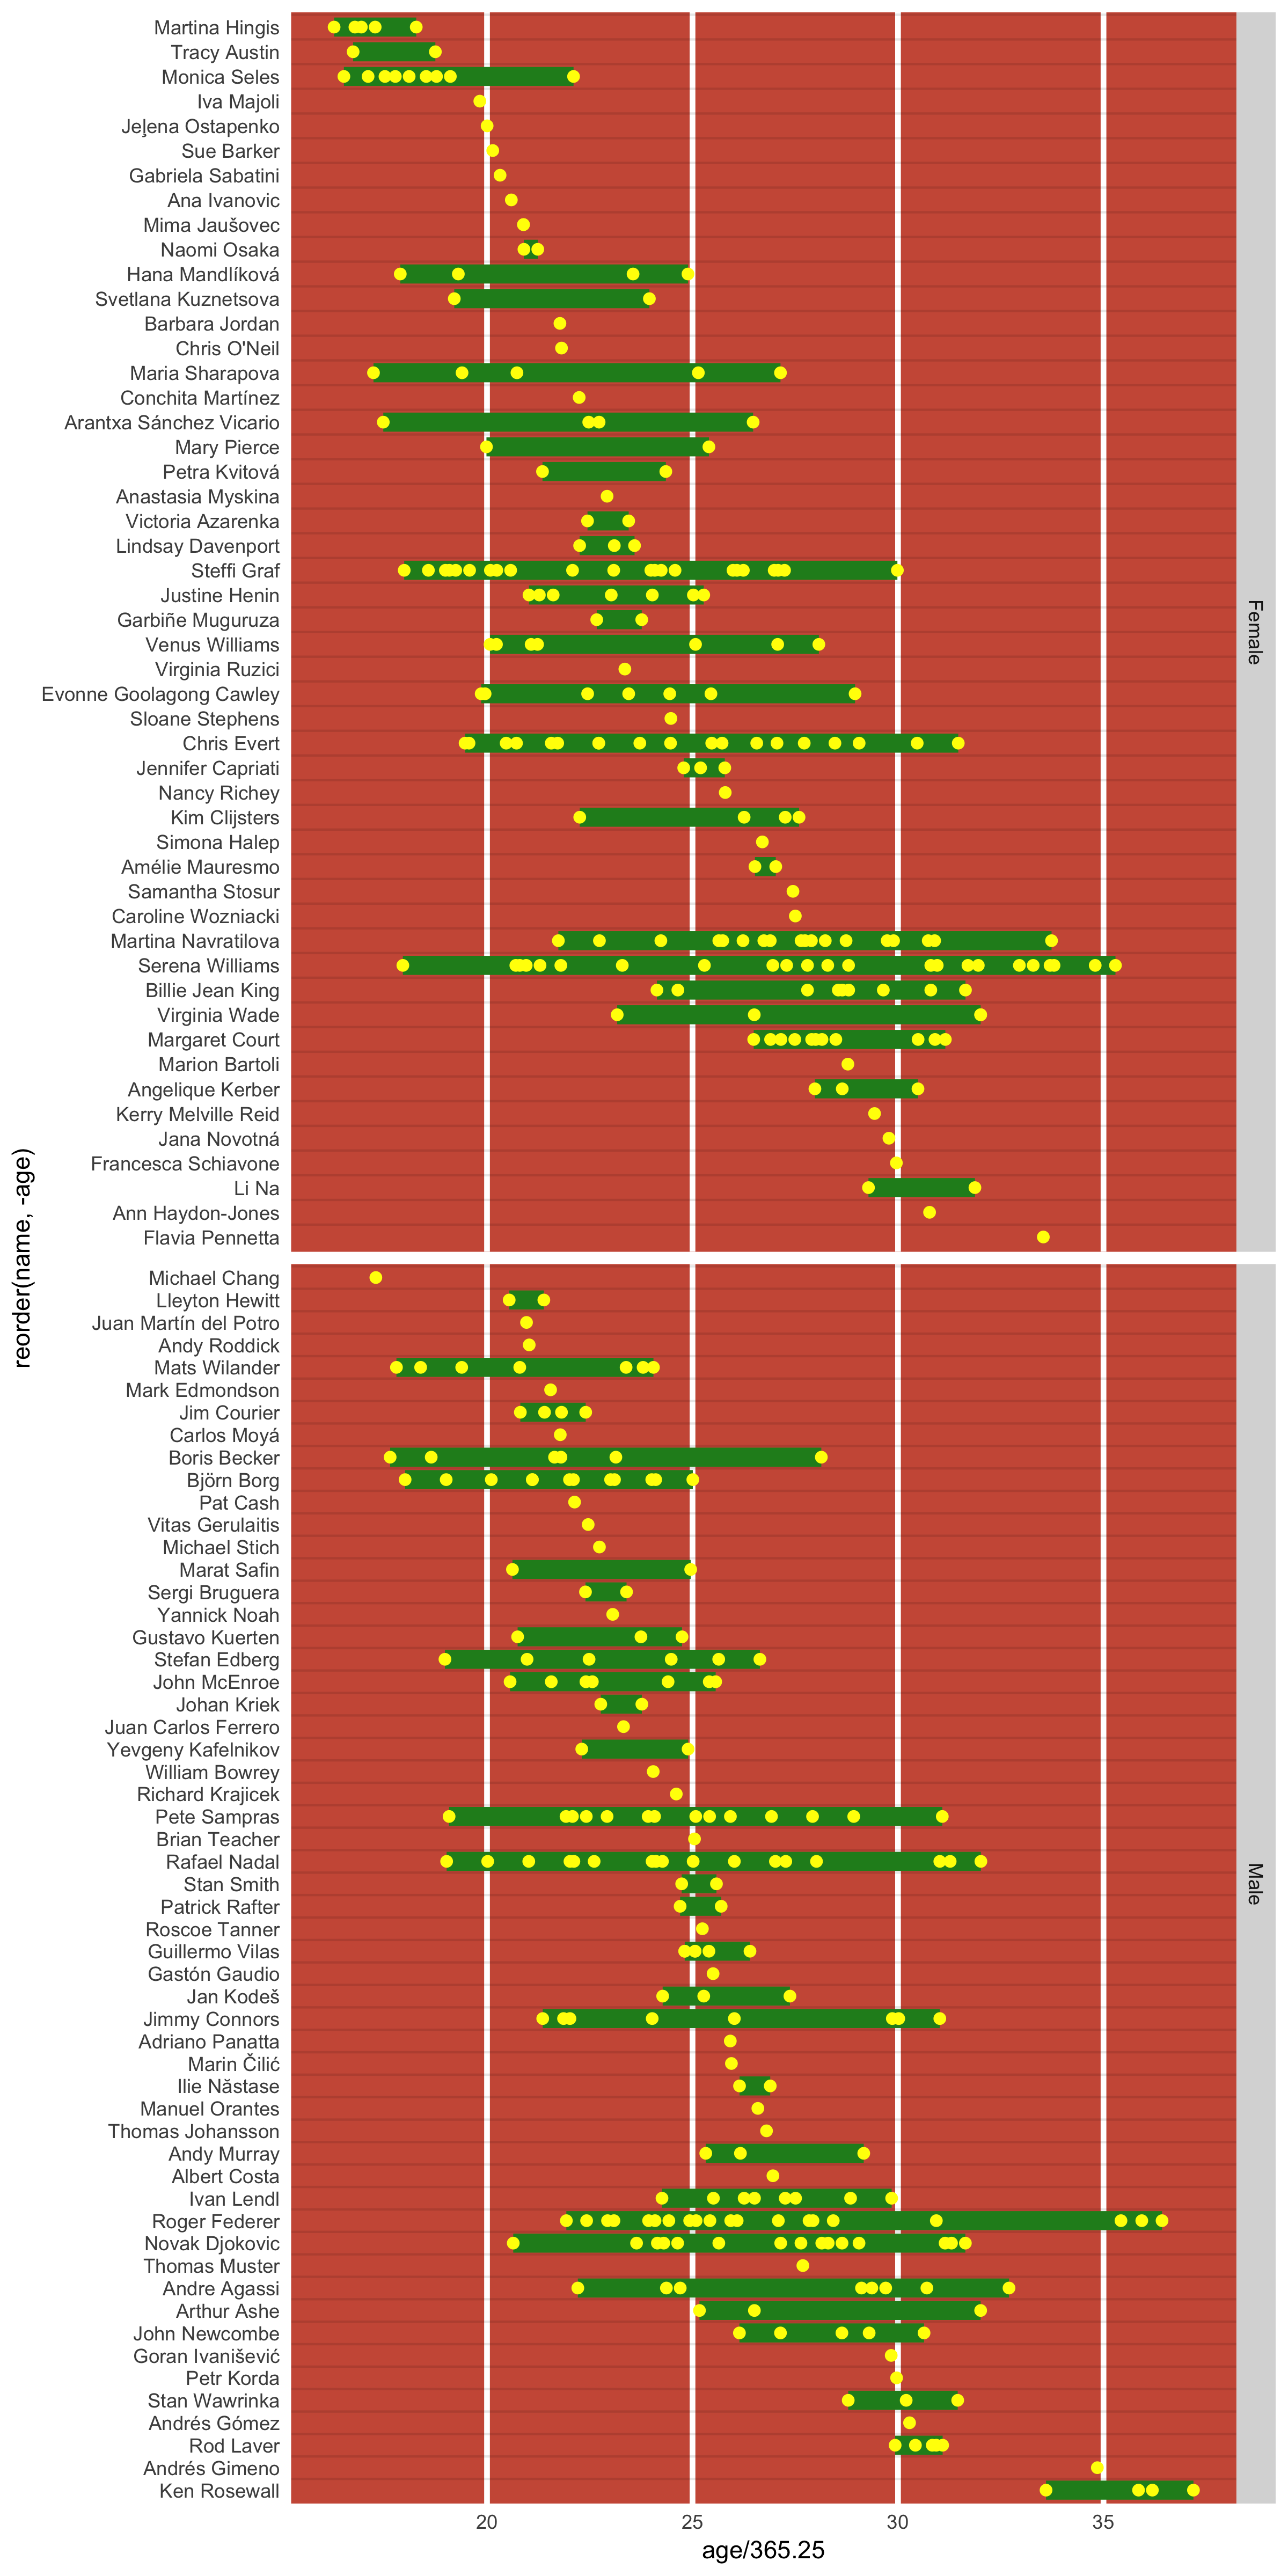 Martina Hingis
Tracy Austin
Monica Seles
Iva Majoli
Jeļena Ostapenko
Sue Barker
Gabriela Sabatini
Ana Ivanovic
Mima Jaušovec
Naomi Osaka
Hana Mandlíková
Svetlana Kuznetsova
Barbara Jordan
Chris O'Neil
Maria Sharapova
Conchita Martínez
Arantxa Sánchez Vicario
Mary Pierce
Petra Kvitová
Anastasia Myskina
Victoria Azarenka
Lindsay Davenport
Steffi Graf
Justine Henin
Garbiñe Muguruza
Venus Williams
Virginia Ruzici
Evonne Goolagong Cawley
Sloane Stephens
Chris Evert
Jennifer Capriati
Nancy Richey
Kim Clijsters
Simona Halep
Amélie Mauresmo
Samantha Stosur
Caroline Wozniacki
Martina Navratilova
Serena Williams
Billie Jean King
Virginia Wade
Margaret Court
Marion Bartoli
Angelique Kerber
Kerry Melville Reid
Jana Novotná
Francesca Schiavone
Li Na
Ann Haydon-Jones
Flavia Pennetta
Female
reorder(name, -age)
Michael Chang
Lleyton Hewitt
Juan Martín del Potro
Andy Roddick
Mats Wilander
Mark Edmondson
Jim Courier
Carlos Moyá
Boris Becker
Björn Borg
Pat Cash
Vitas Gerulaitis
Michael Stich
Marat Safin
Sergi Bruguera
Yannick Noah
Gustavo Kuerten
Stefan Edberg
John McEnroe
Johan Kriek
Juan Carlos Ferrero
Yevgeny Kafelnikov
William Bowrey
Richard Krajicek
Pete Sampras
Brian Teacher
Rafael Nadal
Stan Smith
Patrick Rafter
Roscoe Tanner
Guillermo Vilas
Gastón Gaudio
Jan Kodeš
Jimmy Connors
Adriano Panatta
Marin Čilić
Ilie Năstase
Manuel Orantes
Thomas Johansson
Andy Murray
Albert Costa
Ivan Lendl
Roger Federer
Novak Djokovic
Thomas Muster
Andre Agassi
Arthur Ashe
John Newcombe
Goran Ivanišević
Petr Korda
Stan Wawrinka
Andrés Gómez
Rod Laver
Andrés Gimeno
Ken Rosewall
Male
20 25 30 35
age/365.25